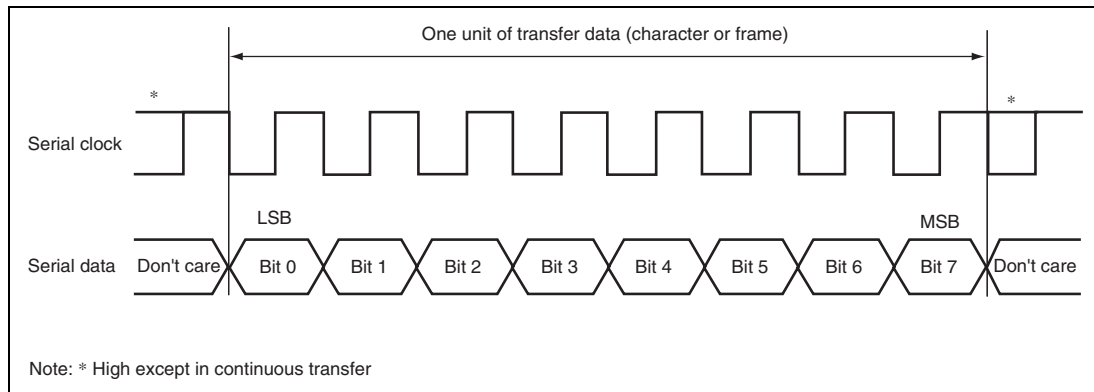 One unit of transfer data (character or frame)
*
*
Serial clock
LSB
MSB
Serial data
Don't care
Bit 0
Bit 1
Bit 2
Bit 3
Bit 4
Bit 5
Bit 6
Bit 7
Don't care
Note: * High except in continuous transfer